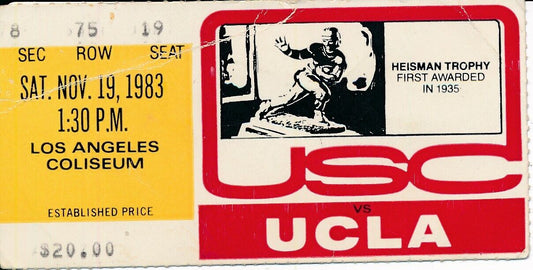 8 75 19
SEC ROW SEAT
SAT. NOV. 19, 1983
1:30 P.M.
LOS ANGELES
COLISEUM
ESTABLISHED PRICE
$20.00
HEISMAN TROPHY
FIRST AWARDED
IN 1935
USC
VS
UCLA